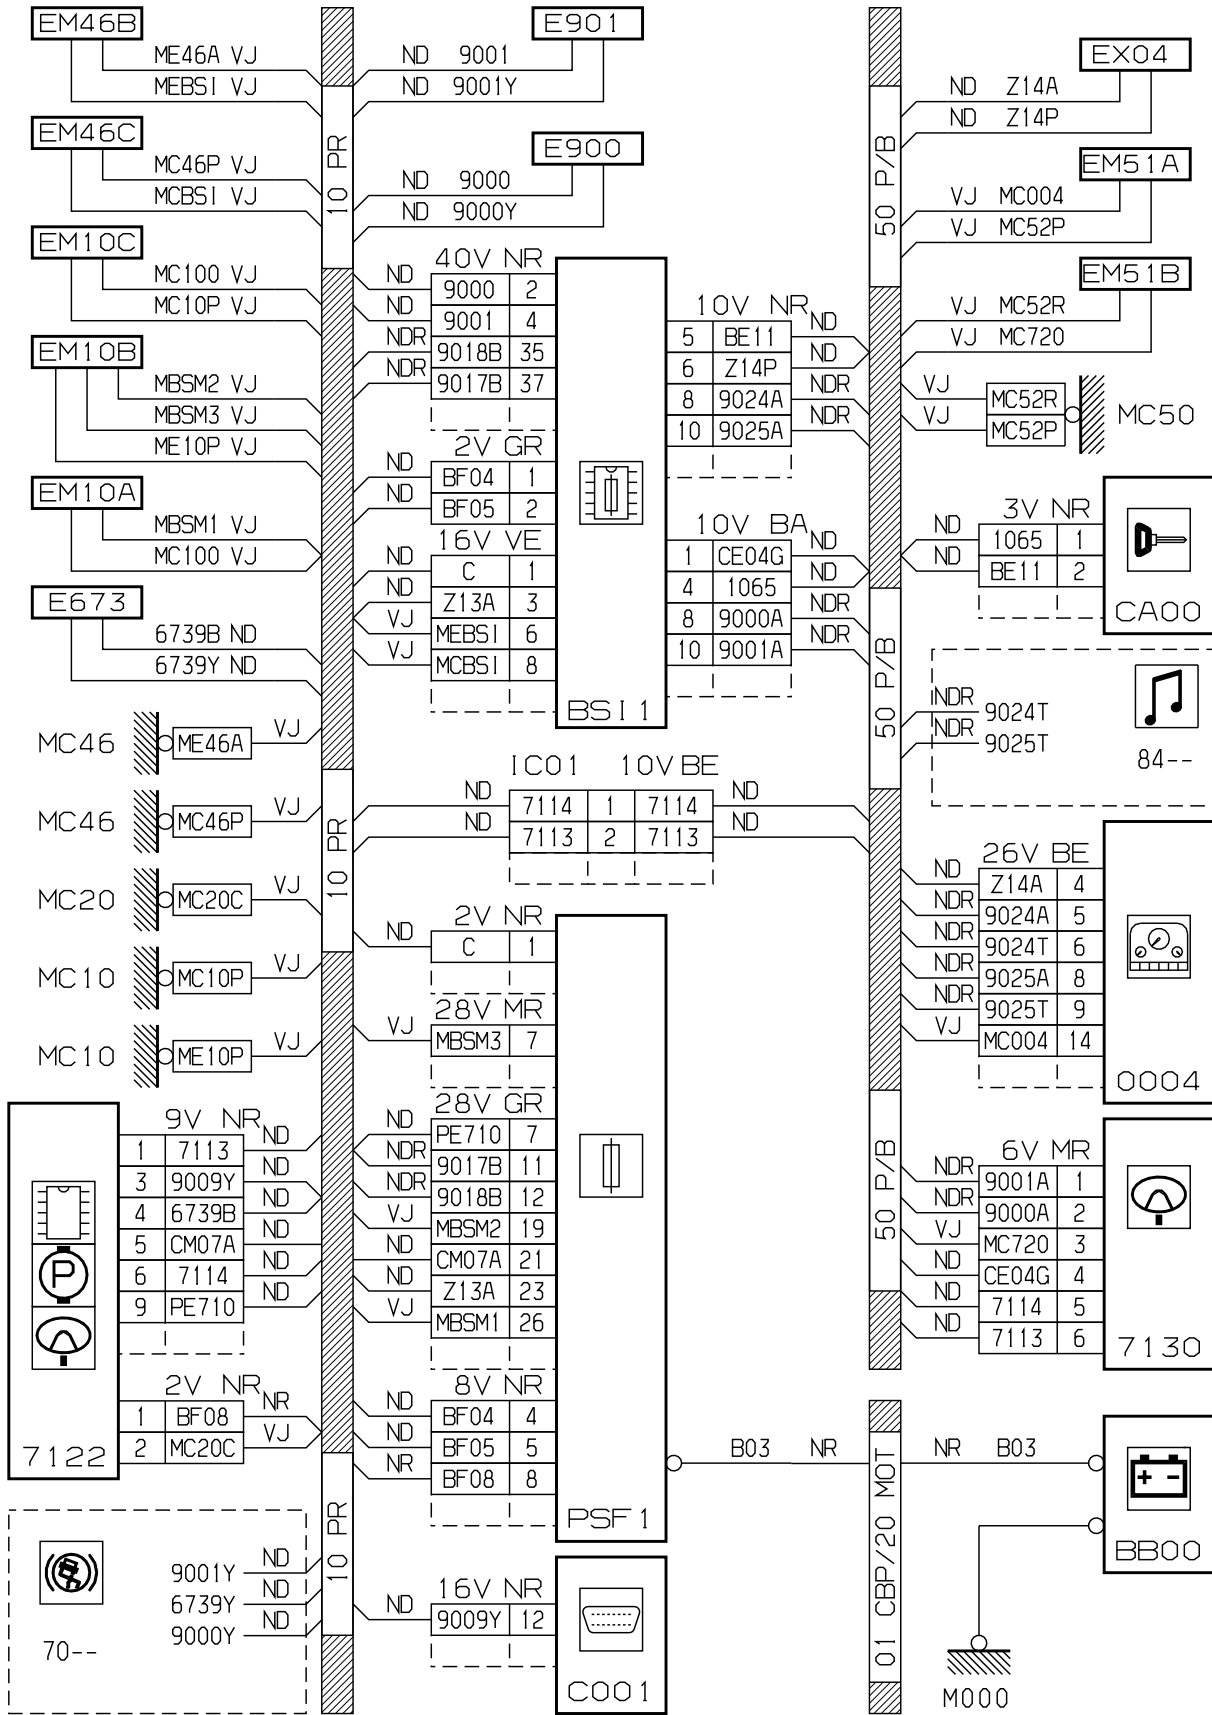 EM46B
ME46A VJ
MEBSI VJ
EM46C
MC46P VJ
MCBSI VJ
EM10C
MC100 VJ
MC10P VJ
EM10B
MBSM2 VJ
MBSM3 VJ
ME10P VJ
EM10A
MBSM1 VJ
MC100 VJ
E673
6739B ND
6739Y ND
MC46 ME46A VJ
MC46 MC46P VJ
MC20 MC20C VJ
MC10 MC10P VJ
MC10 ME10P VJ
9V NR
1 7113 ND
3 9009Y ND
4 6739B ND
5 CM07A ND
6 7114 ND
9 PE710 ND
P
2V NR
1 BF08 NR
2 MC20C VJ
7122
9001Y ND
6739Y ND
9000Y ND
70--
10 PR
10 PR
10 PR
E901
ND 9001
ND 9001Y
E900
ND 9000
ND 9000Y
40V NR
ND 9000 2
ND 9001 4
NDR 9018B 35
NDR 9017B 37
2V GR
ND BF04 1
ND BF05 2
16V VE
ND C 1
ND Z13A 3
VJ MEBSI 6
VJ MCBSI 8
BSI1
10V NR
5 BE11 ND
6 Z14P ND
8 9024A NDR
10 9025A NDR
10V BA
1 CE04G ND
4 1065 ND
8 9000A NDR
10 9001A NDR
IC01 10V BE
ND 7114 1 7114 ND
ND 7113 2 7113 ND
2V NR
ND C 1
28V MR
VJ MBSM3 7
28V GR
ND PE710 7
NDR 9017B 11
NDR 9018B 12
VJ MBSM2 19
ND CM07A 21
ND Z13A 23
VJ MBSM1 26
8V NR
ND BF04 4
ND BF05 5
NR BF08 8
PSF1
B03 NR
16V NR
ND 9009Y 12
C001
50 P/B
50 P/B
50 P/B
01 CBP/20 MOT
EX04
ND Z14A
ND Z14P
EM51A
VJ MC004
VJ MC52P
EM51B
VJ MC52R
VJ MC720
VJ MC52R
VJ MC52P
MC50
3V NR
ND 1065 1
ND BE11 2
CA00
NDR 9024T
NDR 9025T
84--
26V BE
ND Z14A 4
NDR 9024A 5
NDR 9024T 6
NDR 9025A 8
NDR 9025T 9
VJ MC004 14
0004
6V MR
NDR 9001A 1
NDR 9000A 2
VJ MC720 3
ND CE04G 4
ND 7114 5
ND 7113 6
7130
NR B03
+ -
BB00
M000